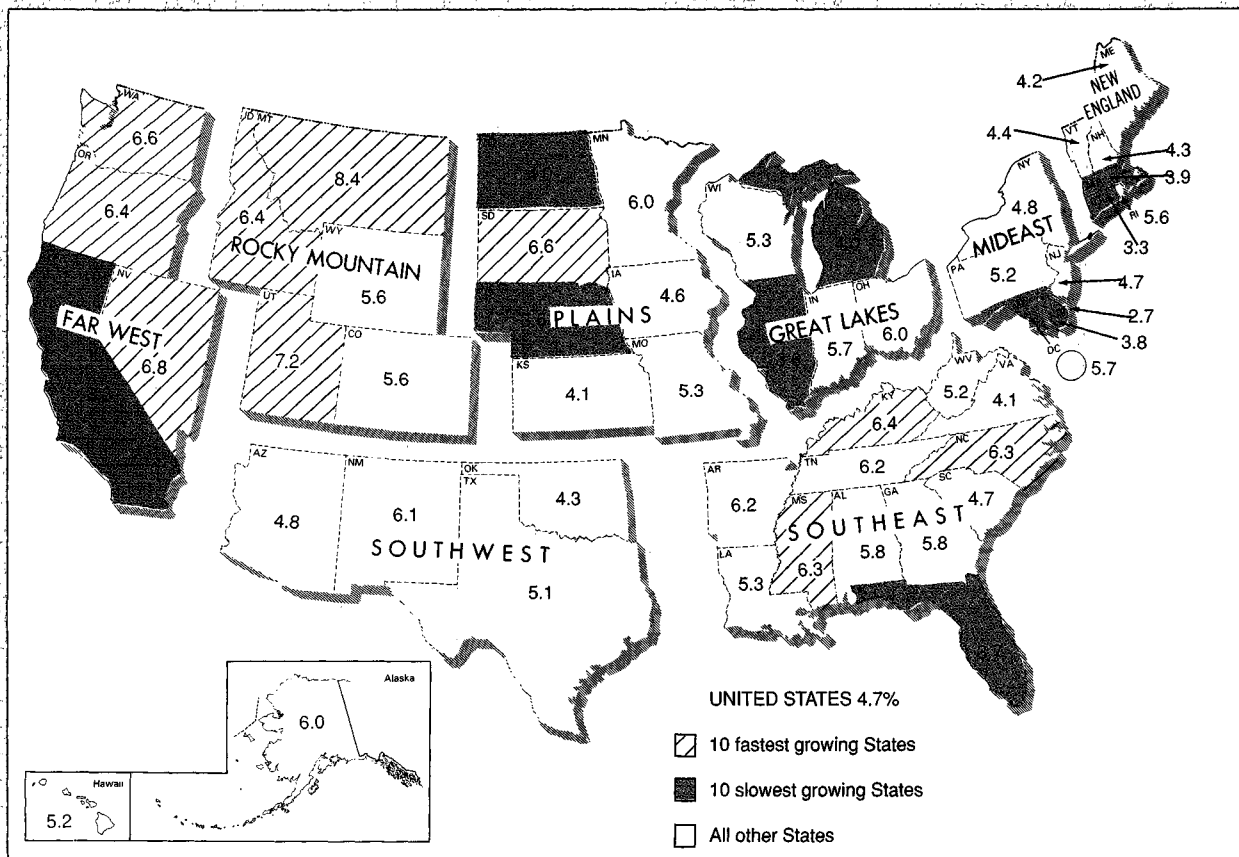 WA
6.6
OR
6.4
ID MT
8.4
6.4
WY
ROCKY MOUNTAIN
5.6
NV
FAR WEST
6.8
UT
7.2
CO
5.6
MN
6.0
SD
6.6
IA
4.6
PLAINS
KS
4.1
MO
5.3
WI
5.3
GREAT LAKES
IN
5.7
OH
6.0
ME
4.2
NEW
ENGLAND
VT
4.4
NH
4.3
3.9
RI
5.6
3.3
NY
4.8
MIDEAST
PA
5.2
NJ
4.7
2.7
3.8
DC
5.7
WV
5.2
VA
4.1
KY
6.4
NC
6.3
TN
6.2
SC
4.7
AR
6.2
MS
6.3
AL
5.8
GA
5.8
SOUTHEAST
LA
5.3
AZ
4.8
NM
6.1
OK
4.3
TX
5.1
SOUTHWEST
Alaska
6.0
Hawaii
5.2
UNITED STATES 4.7%
10 fastest growing States
10 slowest growing States
All other States